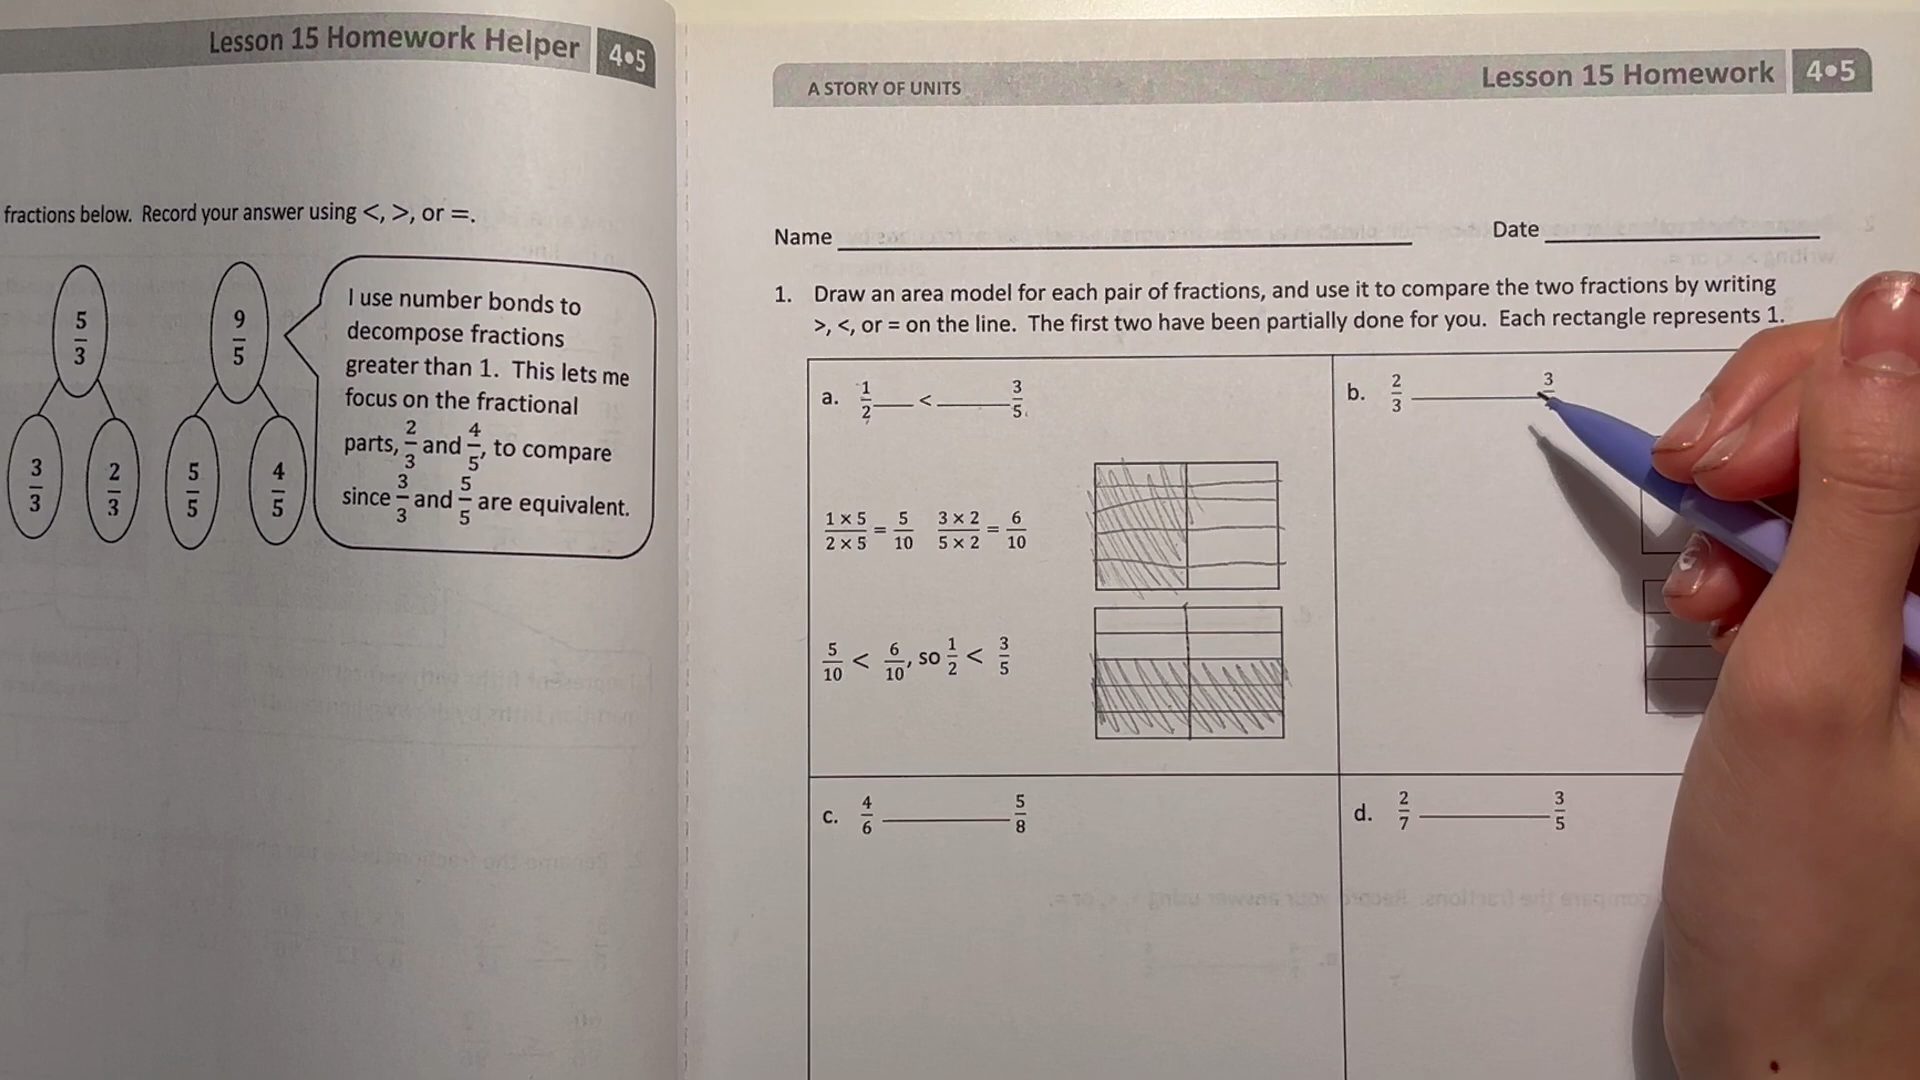 Lesson 15 Homework Helper 4•5
fractions below. Record your answer using <, >, or =.
5/3
9/5
3/3
2/3
5/5
4/5
I use number bonds to
decompose fractions
greater than 1. This lets me
focus on the fractional
parts, 2/3 and 4/5, to compare
since 3/3 and 5/5 are equivalent.
A STORY OF UNITS
Lesson 15 Homework 4•5
Name
Date
1. Draw an area model for each pair of fractions, and use it to compare the two fractions by writing
>, <, or = on the line. The first two have been partially done for you. Each rectangle represents 1.
a. 1/2 ___ < ______ 3/5
1 x 5/2 x 5 = 5/10 3 x 2/5 x 2 = 6/10
5/10 < 6/10, so 1/2 < 3/5
b. 2/3 __________ 3
c. 4/6 __________ 5/8
d. 2/7 __________ 3/5